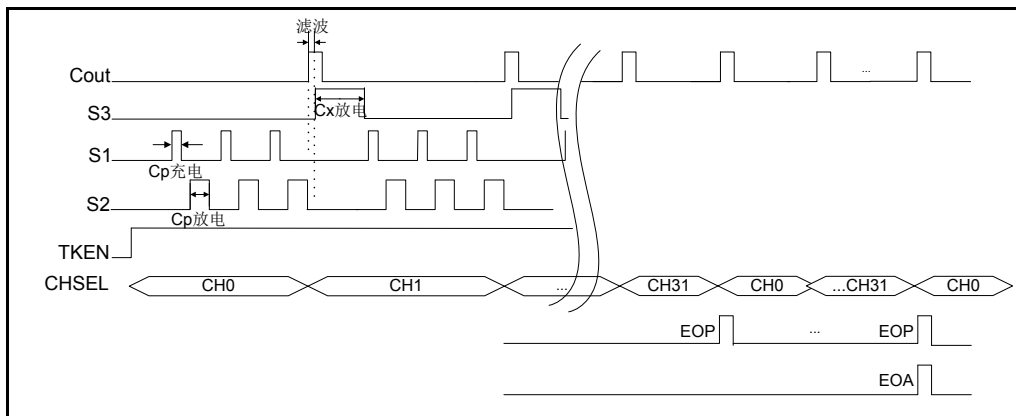 滤波
Cout
...
S3
Cx放电
S1
Cp充电
S2
Cp放电
TKEN
CHSEL
CH0
CH1
...
CH31
CH0
...CH31
CH0
EOP
...
EOP
EOA